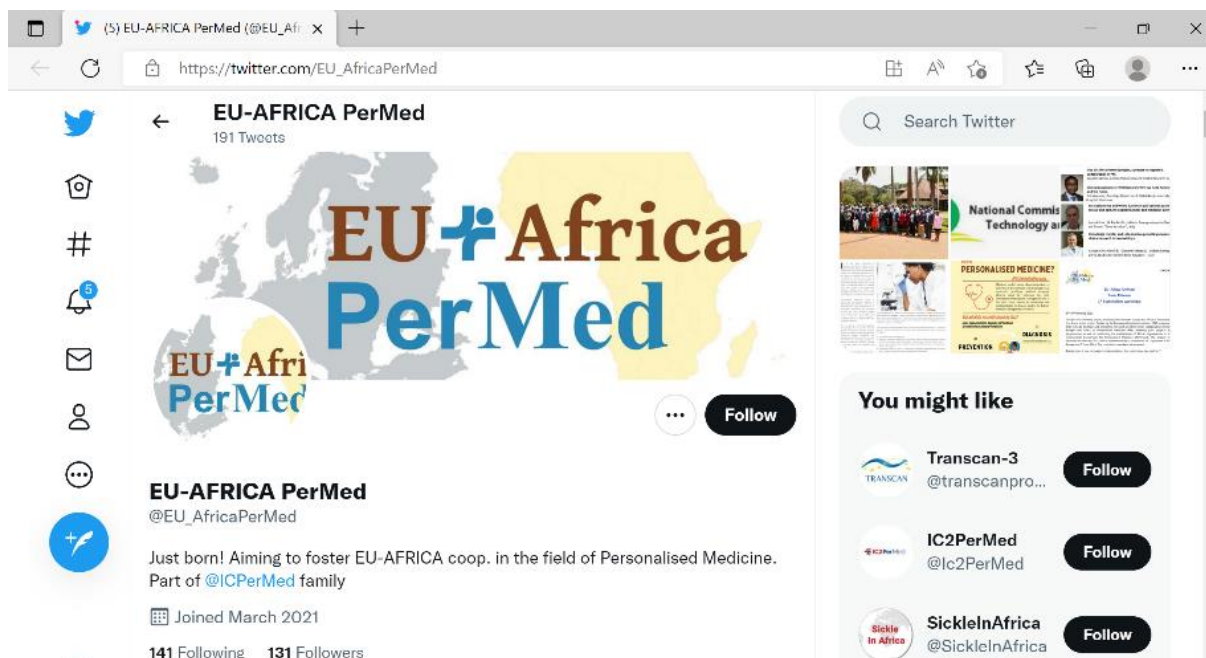 (5) EU-AFRICA PerMed (@EU_Afr
https://twitter.com/EU_AfricaPerMed
EU-AFRICA PerMed
191 Tweets
EU Africa
PerMed
EU Afri
PerMed
Follow
EU-AFRICA PerMed
@EU_AfricaPerMed
Just born! Aiming to foster EU-AFRICA coop. in the field of Personalised Medicine.
Part of @ICPerMed family
Joined March 2021
141 Following 131 Followers
5
Search Twitter
National Commis
Technology a
PERSONALISED MEDICINE?
DIAGNOSIS
PREVENTION
You might like
TRANSCAN
Transcan-3
@transcanpro...
Follow
IC2PerMed
IC2PerMed
@Ic2PerMed
Follow
Sickle
In Africa
SickleInAfrica
@SickleInAfrica
Follow